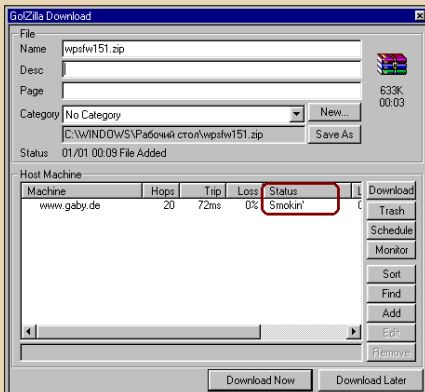 Go!Zilla Download
File
Name wpsfw151.zip
Desc
Page
633K
00:03
Category No Category New...
C:\WINDOWS\Рабочий стол\wpsfw151.zip Save As
Status 01/01 00:09 File Added
Host Machine
Machine Hops Trip Loss Status L
www.gaby.de 20 72ms 0% Smokin'
Download
Trash
Schedule
Monitor
Sort
Find
Add
Edit
Remove
Download Now Download Later